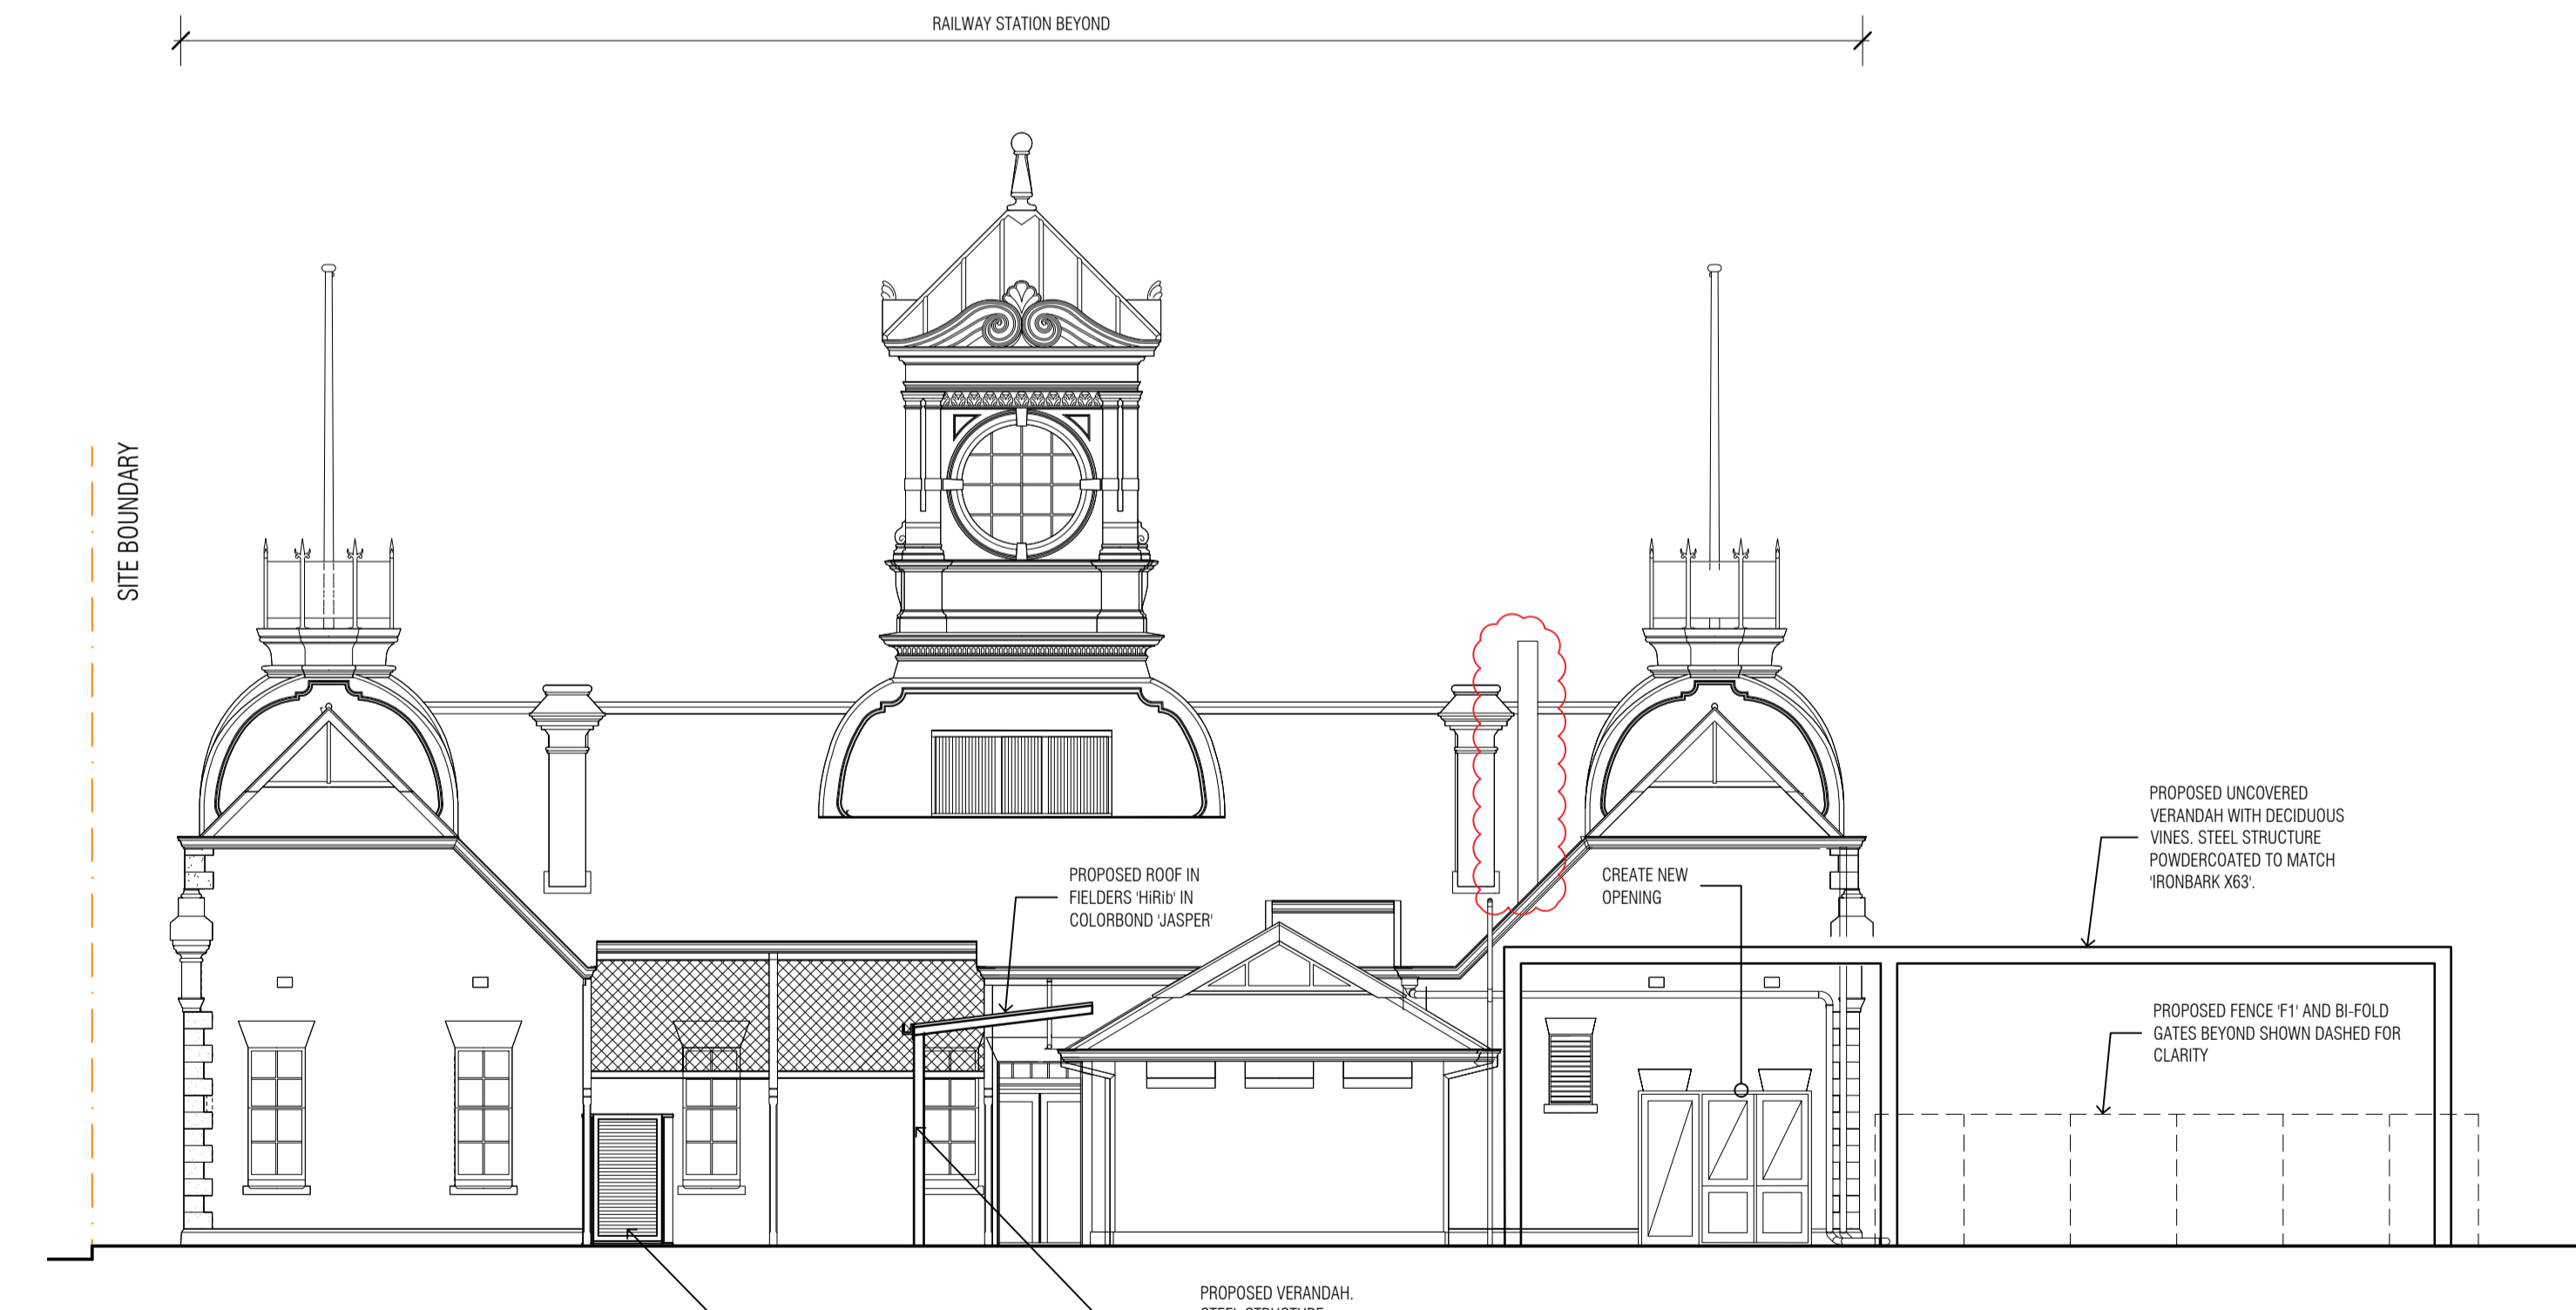 RAILWAY STATION BEYOND
SITE BOUNDARY
PROPOSED UNCOVERED
VERANDAH WITH DECIDUOUS
VINES. STEEL STRUCTURE
POWDERCOATED TO MATCH
'IRONBARK X63'.
PROPOSED ROOF IN
FIELDERS 'HiRib' IN
COLORBOND 'JASPER'
CREATE NEW
OPENING
PROPOSED FENCE 'F1' AND BI-FOLD
GATES BEYOND SHOWN DASHED FOR
CLARITY
PROPOSED VERANDAH.
STEEL STRUCTURE